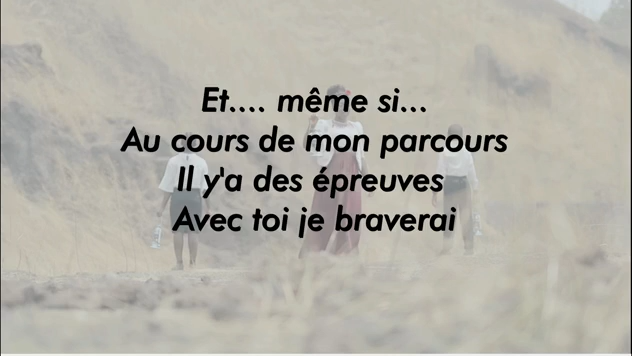 Et.... même si...
Au cours de mon parcours
Il y'a des épreuves
Avec toi je braverai